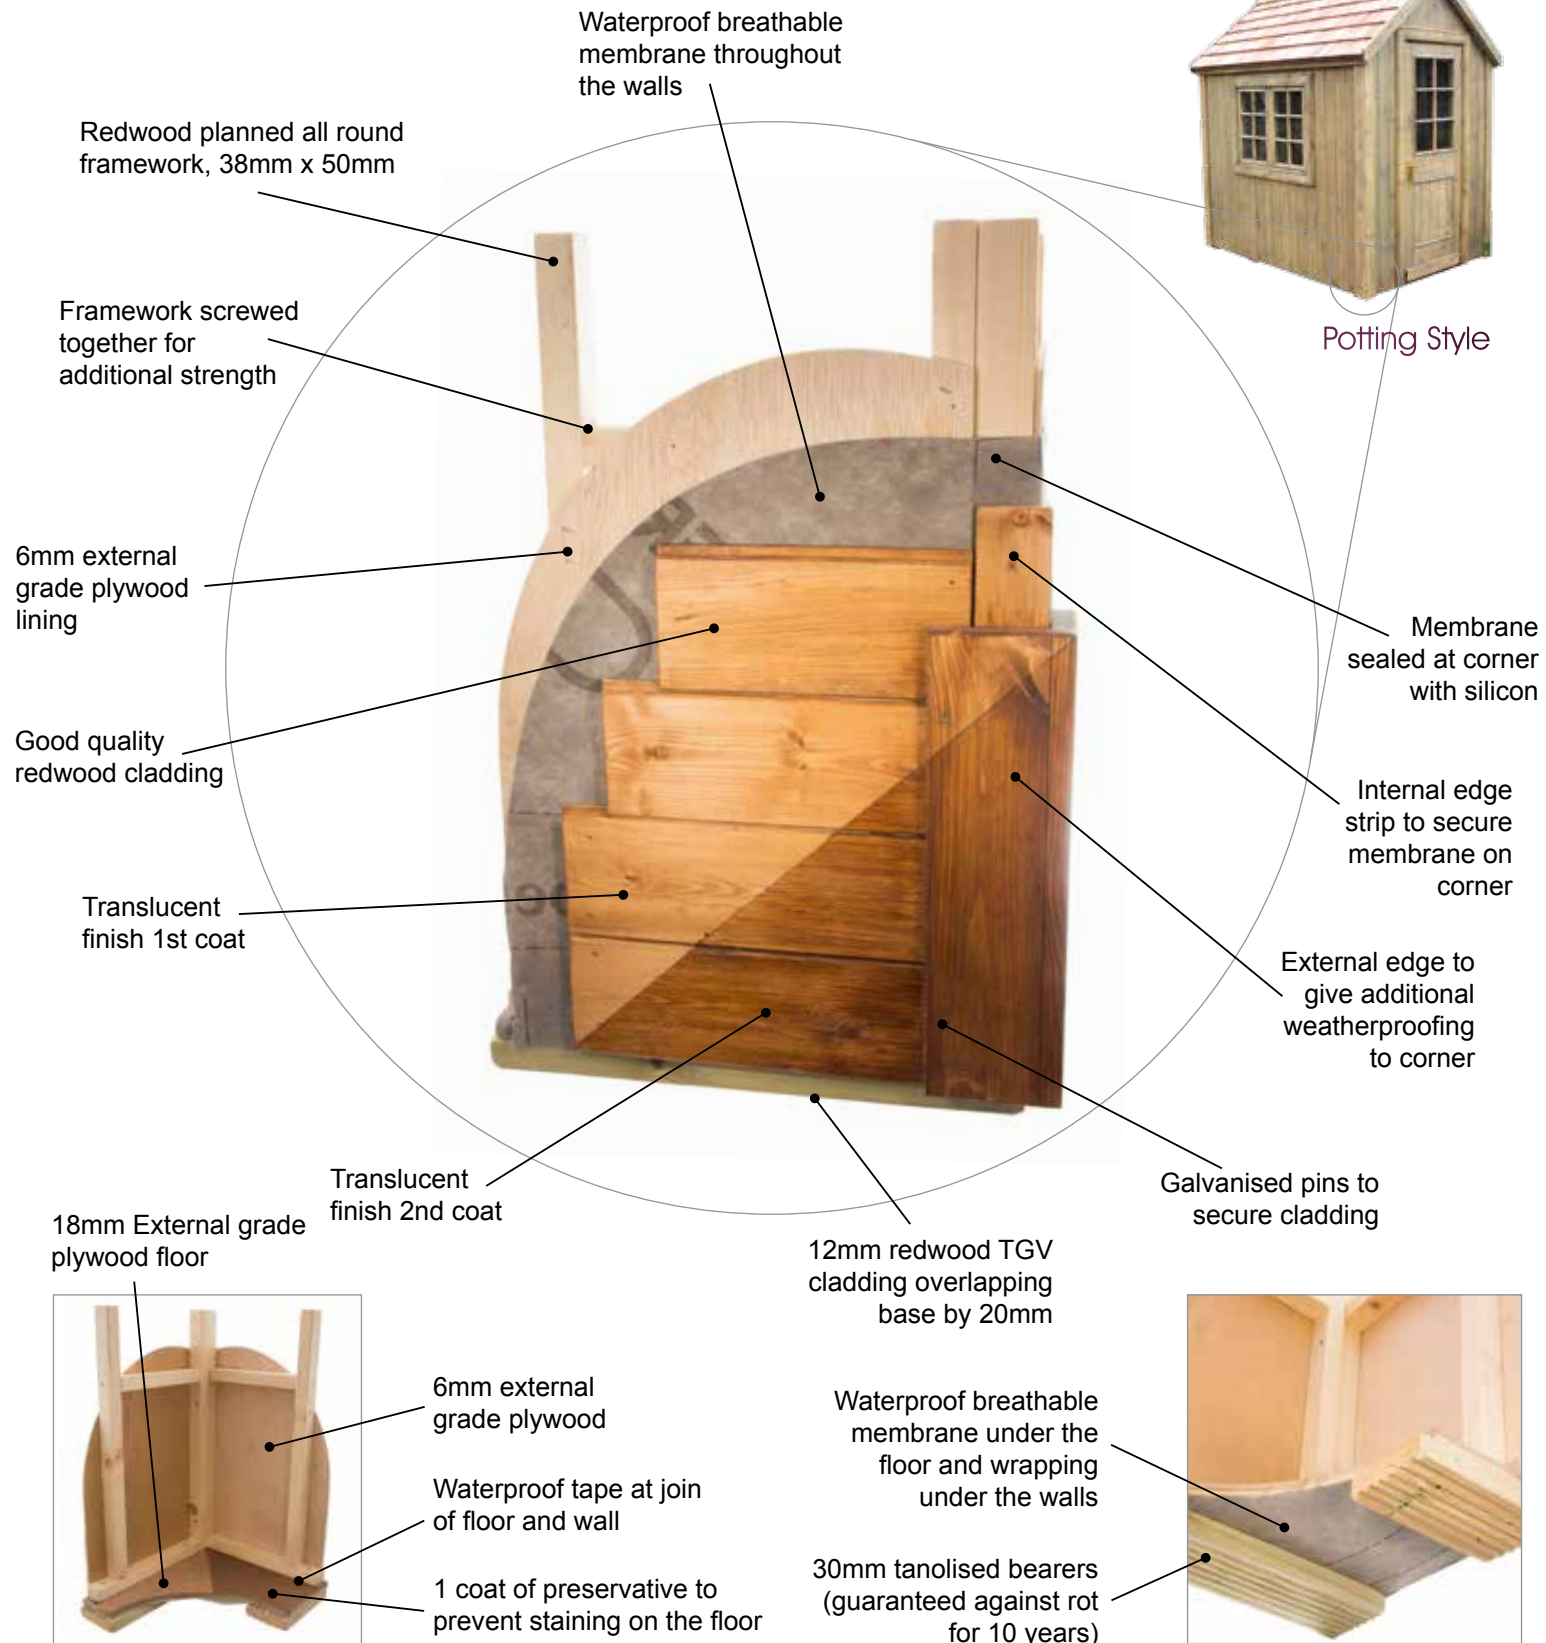 Waterproof breathable
membrane throughout
the walls
Redwood planned all round
framework, 38mm x 50mm
Framework screwed
together for
additional strength
Potting Style
6mm external
grade plywood
lining
Membrane
sealed at corner
with silicon
Good quality
redwood cladding
Internal edge
strip to secure
membrane on
corner
Translucent
finish 1st coat
External edge to
give additional
weatherproofing
to corner
Translucent
finish 2nd coat
Galvanised pins to
secure cladding
18mm External grade
plywood floor
12mm redwood TGV
cladding overlapping
base by 20mm
6mm external
grade plywood
Waterproof breathable
membrane under the
floor and wrapping
under the walls
Waterproof tape at join
of floor and wall
1 coat of preservative to
prevent staining on the floor
30mm tanolised bearers
(guaranteed against rot
for 10 years)